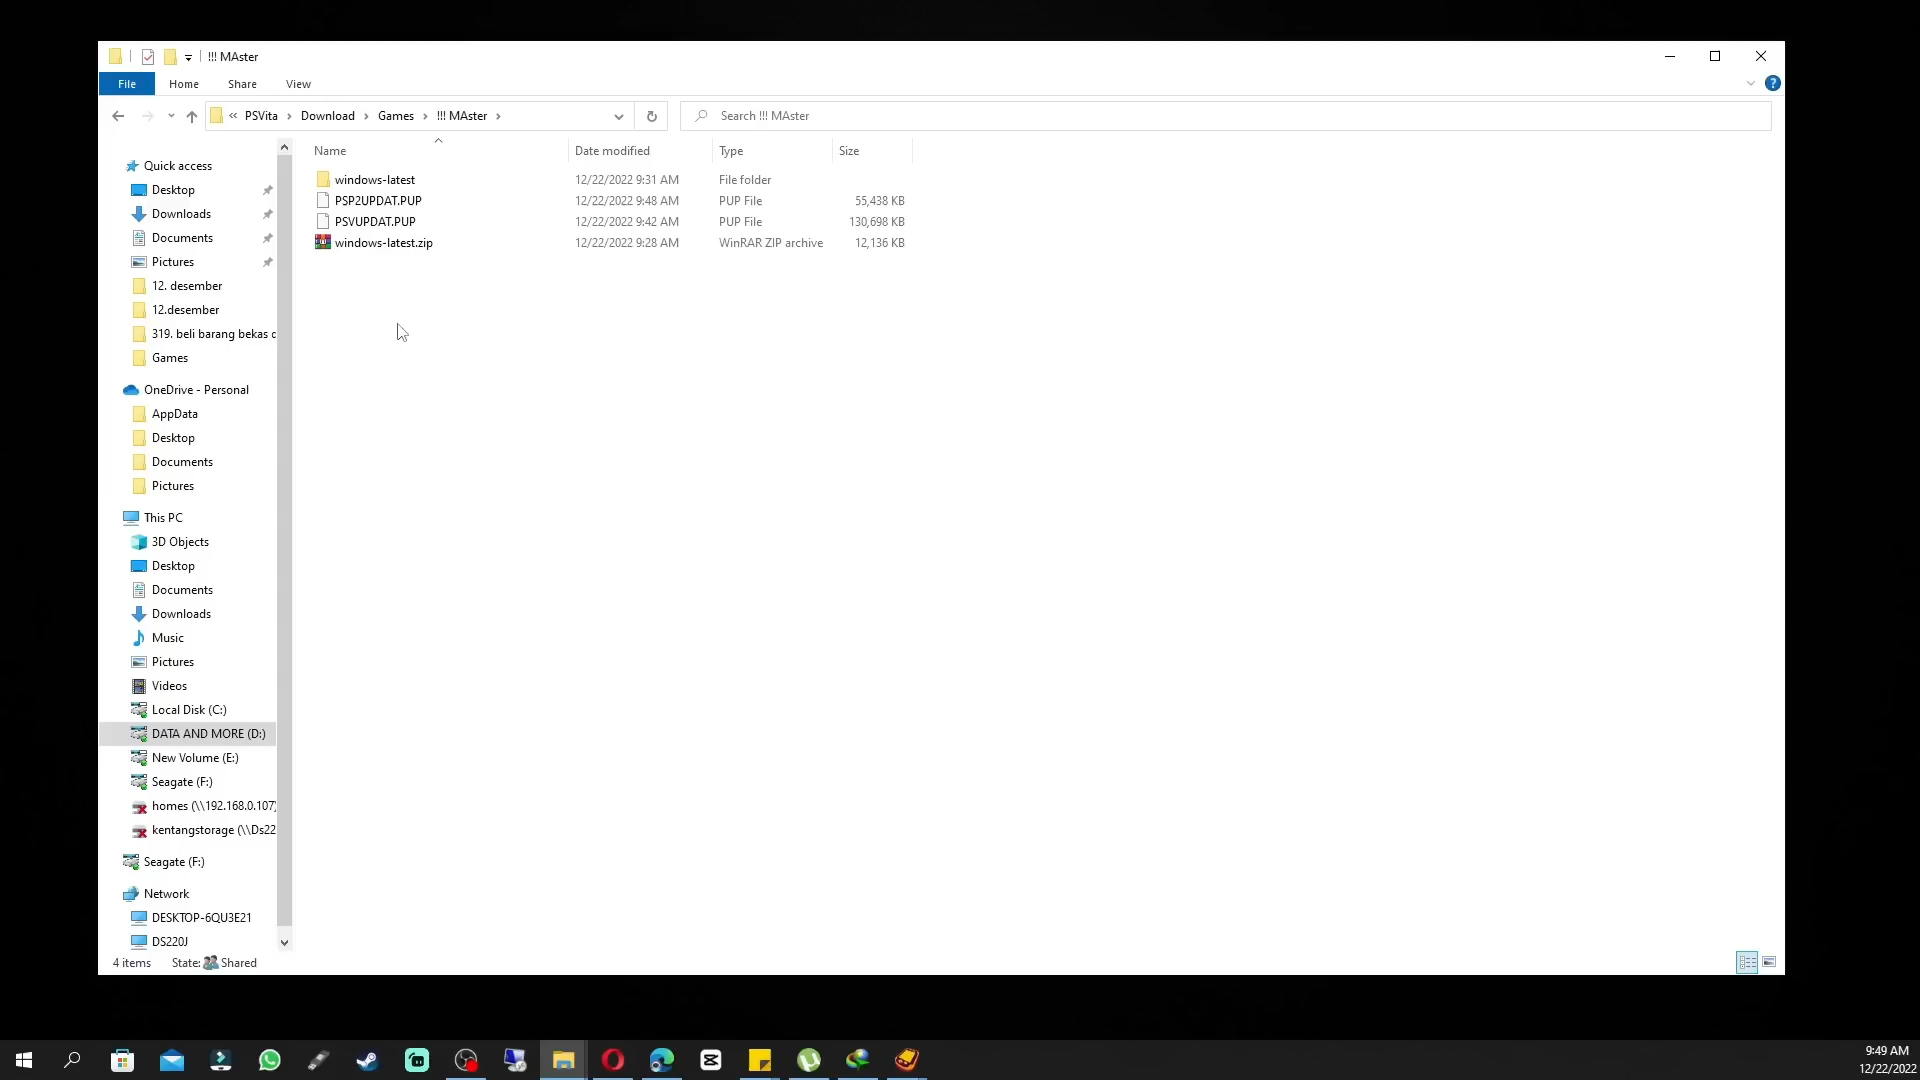 !!! MAster
File Home Share View
« PSVita › Download › Games › !!! MAster ›
Search !!! MAster
Name Date modified Type Size
windows-latest 12/22/2022 9:31 AM File folder
PSP2UPDAT.PUP 12/22/2022 9:48 AM PUP File 55,438 KB
PSVUPDAT.PUP 12/22/2022 9:42 AM PUP File 130,698 KB
windows-latest.zip 12/22/2022 9:28 AM WinRAR ZIP archive 12,136 KB
Quick access
Desktop
Downloads
Documents
Pictures
12. desember
12.desember
319. beli barang bekas c
Games
OneDrive - Personal
AppData
Desktop
Documents
Pictures
This PC
3D Objects
Desktop
Documents
Downloads
Music
Pictures
Videos
Local Disk (C:)
DATA AND MORE (D:)
New Volume (E:)
Seagate (F:)
homes (\\192.168.0.107)
kentangstorage (\\Ds22
Seagate (F:)
Network
DESKTOP-6QU3E21
DS220J
4 items State: Shared
9:49 AM
12/22/2022